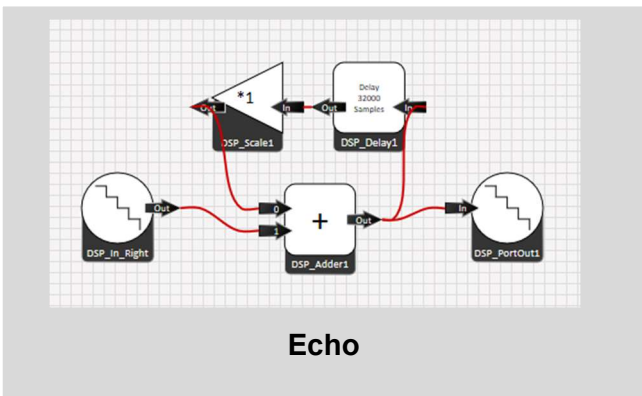 *1
Delay
32000
Samples
Out
In
Out
In
DSP_Scale1
DSP_Delay1
Out
0
1
+
Out
In
DSP_In_Right
DSP_Adder1
DSP_PortOut1
Echo